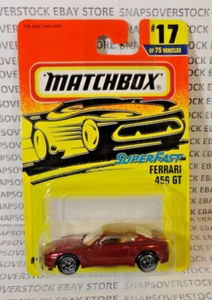 SNAPSOVERSTOCK EBAY STORE
MATCHBOX
#17
OF 75 VEHICLES
SUPERFAST
FERRARI
456 GT